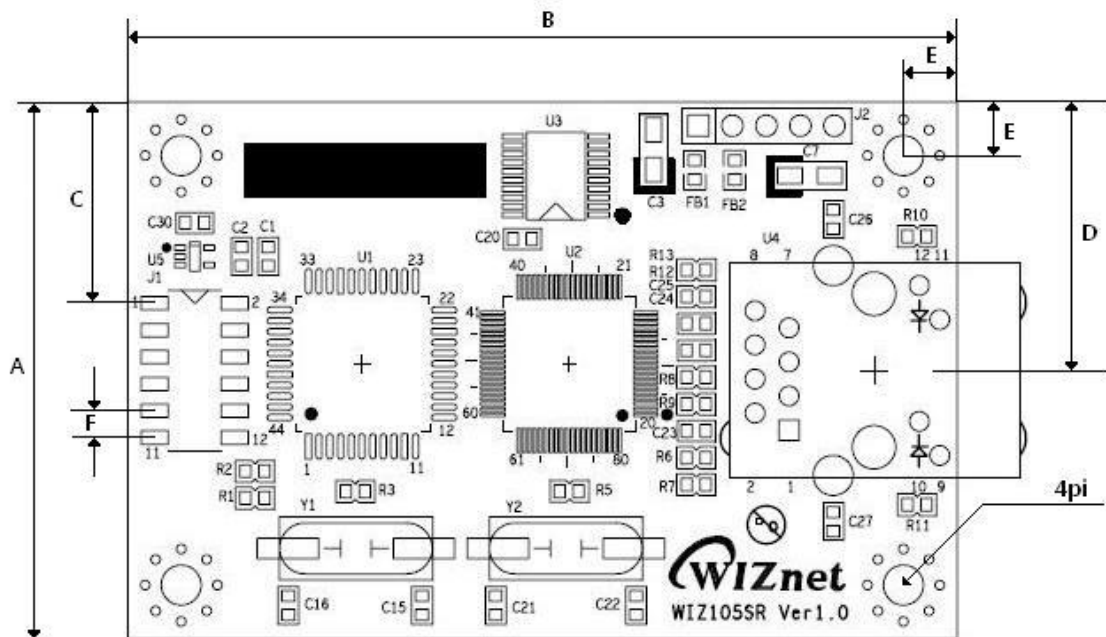 B
E
J2
E
U3
C7
C
C3
FB1
FB2
C26
R10
D
C30
C2
C1
C20
U4
U5
J1
33
U1
23
40
U2
21
R13
R12
C25
C24
8
7
12
11
1
2
34
22
41
A
R8
R9
60
F
44
12
20
C23
11
12
1
11
61
80
R6
R2
R3
R5
R7
2
1
10
9
4pi
R1
Y1
Y2
C27
R11
WIZnet
C16
C15
C21
C22
WIZ105SR Ver1.0